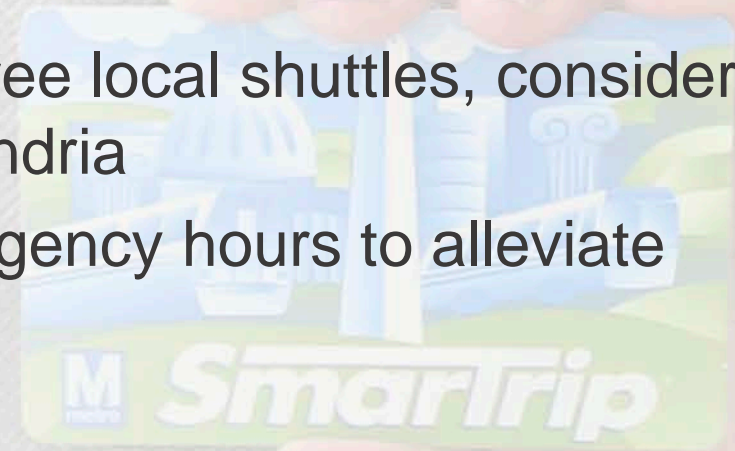 ee local shuttles, consider
ndria
gency hours to alleviate
M SmarTrip
metro